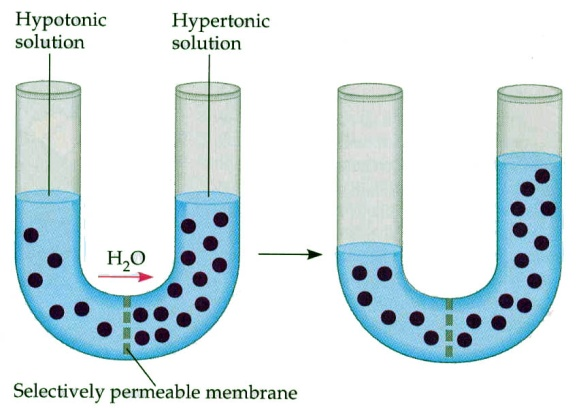 Hypotonic
solution
Hypertonic
solution
H₂O
Selectively permeable membrane